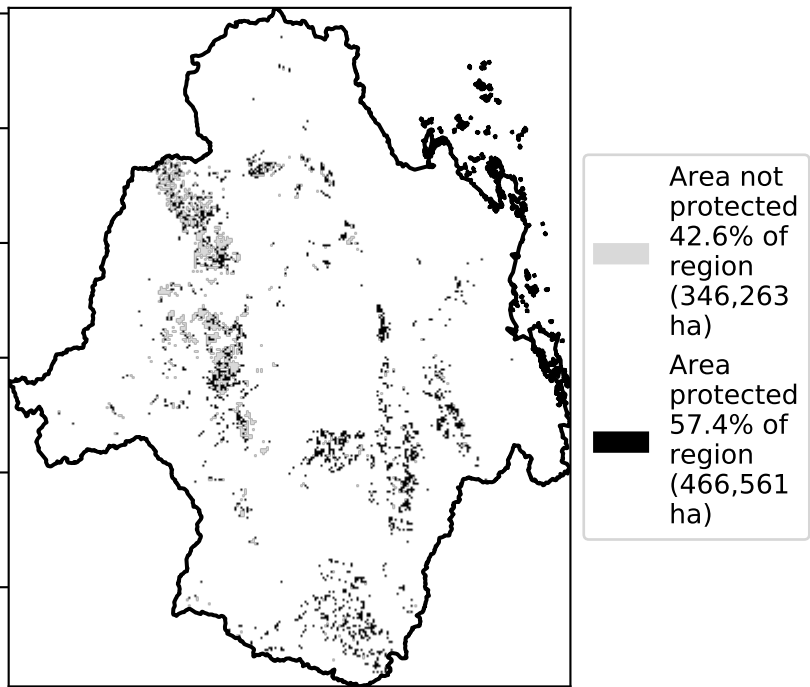 Area not
protected
42.6% of
region
(346,263
ha)
Area
protected
57.4% of
region
(466,561
ha)